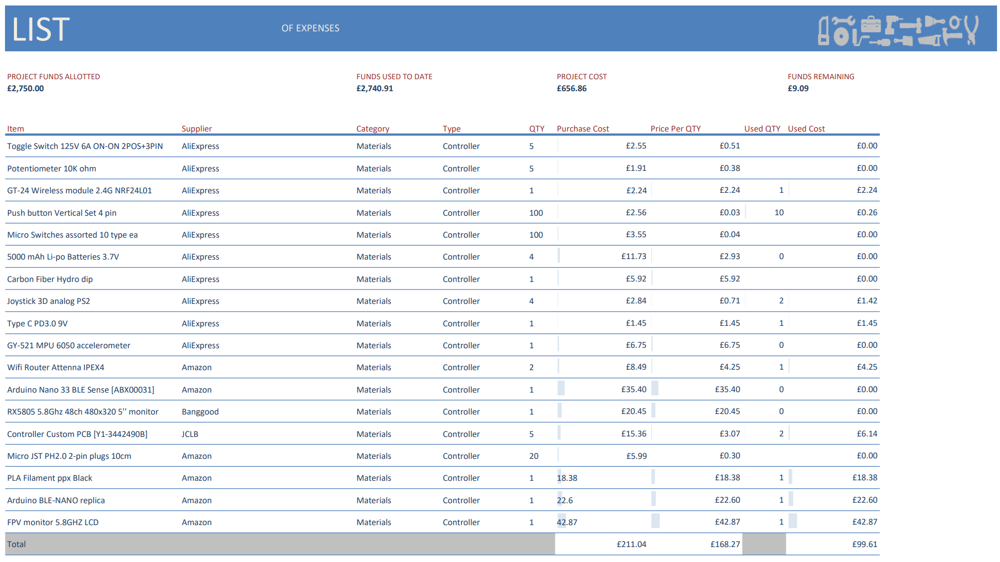 LIST
OF EXPENSES
PROJECT FUNDS ALLOTTED FUNDS USED TO DATE PROJECT COST FUNDS REMAINING
£2,750.00 £2,740.91 £656.86 £9.09
Item Supplier Category Type QTY Purchase Cost Price Per QTY Used QTY Used Cost
Toggle Switch 125V 6A ON-ON 2POS+3PIN AliExpress Materials Controller 5 £2.55 £0.51 £0.00
Potentiometer 10K ohm AliExpress Materials Controller 5 £1.91 £0.38 £0.00
GT-24 Wireless module 2.4G NRF24L01 AliExpress Materials Controller 1 £2.24 £2.24 1 £2.24
Push button Vertical Set 4 pin AliExpress Materials Controller 100 £2.56 £0.03 10 £0.26
Micro Switches assorted 10 type ea AliExpress Materials Controller 100 £3.55 £0.04 £0.00
5000 mAh Li-po Batteries 3.7V AliExpress Materials Controller 4 £11.73 £2.93 0 £0.00
Carbon Fiber Hydro dip AliExpress Materials Controller 1 £5.92 £5.92 £0.00
Joystick 3D analog PS2 AliExpress Materials Controller 4 £2.84 £0.71 2 £1.42
Type C PD3.0 9V AliExpress Materials Controller 1 £1.45 £1.45 1 £1.45
GY-521 MPU 6050 accelerometer AliExpress Materials Controller 1 £6.75 £6.75 0 £0.00
Wifi Router Attenna IPEX4 Amazon Materials Controller 2 £8.49 £4.25 1 £4.25
Arduino Nano 33 BLE Sense [ABX00031] Amazon Materials Controller 1 £35.40 £35.40 0 £0.00
RX5805 5.8Ghz 48ch 480x320 5'' monitor Banggood Materials Controller 1 £20.45 £20.45 0 £0.00
Controller Custom PCB [Y1-3442490B] JCLB Materials Controller 5 £15.36 £3.07 2 £6.14
Micro JST PH2.0 2-pin plugs 10cm Amazon Materials Controller 20 £5.99 £0.30 £0.00
PLA Filament ppx Black Amazon Materials Controller 1 18.38 £18.38 1 £18.38
Arduino BLE-NANO replica Amazon Materials Controller 1 22.6 £22.60 1 £22.60
FPV monitor 5.8GHZ LCD Amazon Materials Controller 1 42.87 £42.87 1 £42.87
Total £211.04 £168.27 £99.61